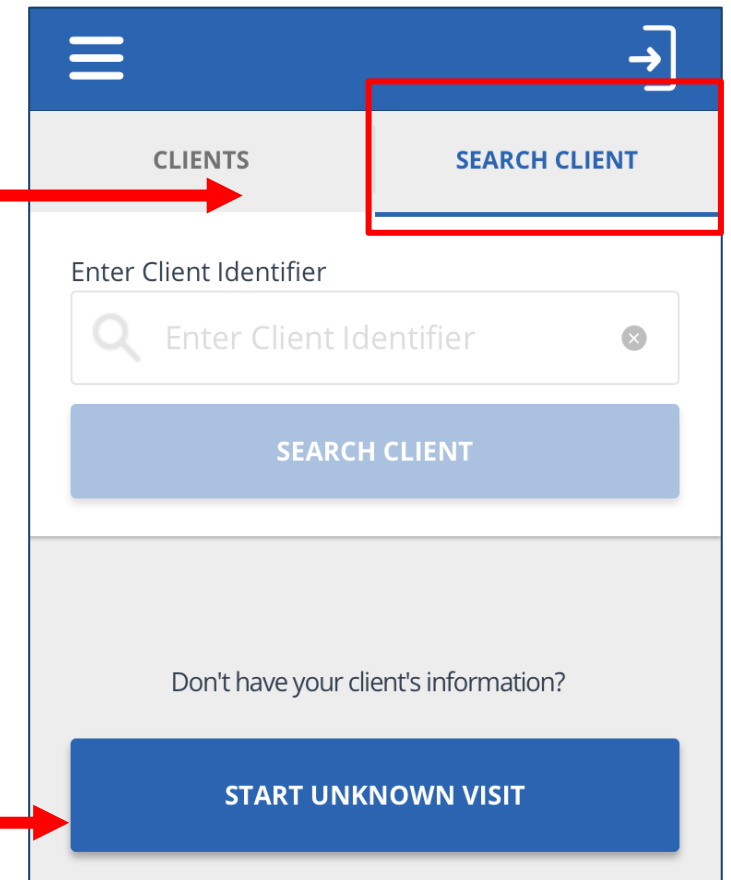 CLIENTS
SEARCH CLIENT
Enter Client Identifier
Enter Client Identifier
SEARCH CLIENT
Don't have your client's information?
START UNKNOWN VISIT